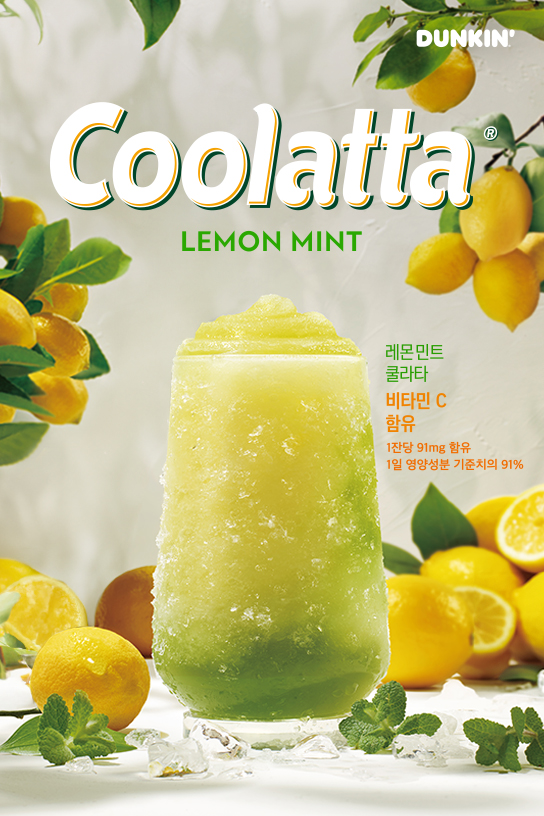 DUNKIN'
Coolatta®
LEMON MINT
레몬민트
쿨라타
비타민 C
함유
1잔당 91mg 함유
1일 영양성분 기준치의 91%